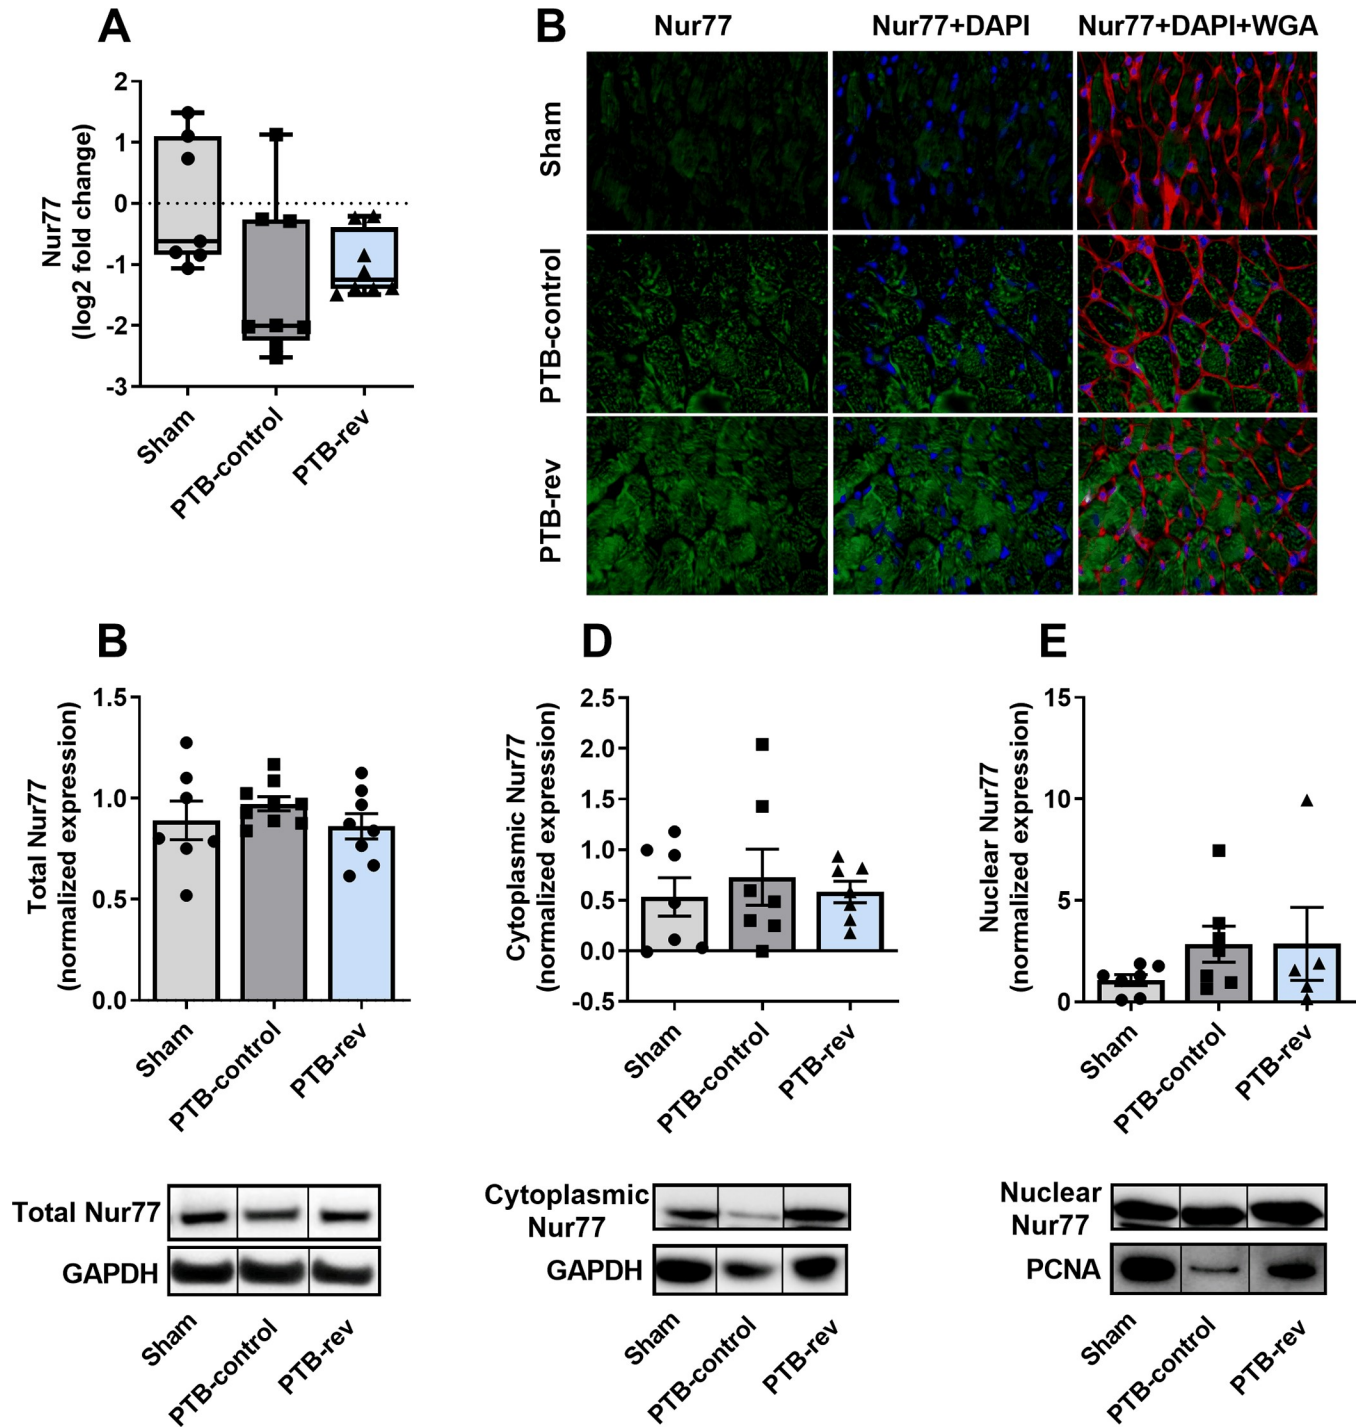 A
Nur77
(log2 fold change)
2
1
0
-1
-2
-3
Sham
PTB-control
PTB-rev
B
Nur77
Nur77+DAPI
Nur77+DAPI+WGA
Sham
PTB-control
PTB-rev
B
Total Nur77
(normalized expression)
1.5
1.0
0.5
0.0
Sham
PTB-control
PTB-rev
Total Nur77
GAPDH
Sham
PTB-control
PTB-rev
D
Cytoplasmic Nur77
(normalized expression)
2.5
2.0
1.5
1.0
0.5
0.0
-0.5
Sham
PTB-control
PTB-rev
Cytoplasmic
Nur77
GAPDH
Sham
PTB-control
PTB-rev
E
Nuclear Nur77
(normalized expression)
15
10
5
0
Sham
PTB-control
PTB-rev
Nuclear
Nur77
PCNA
Sham
PTB-control
PTB-rev